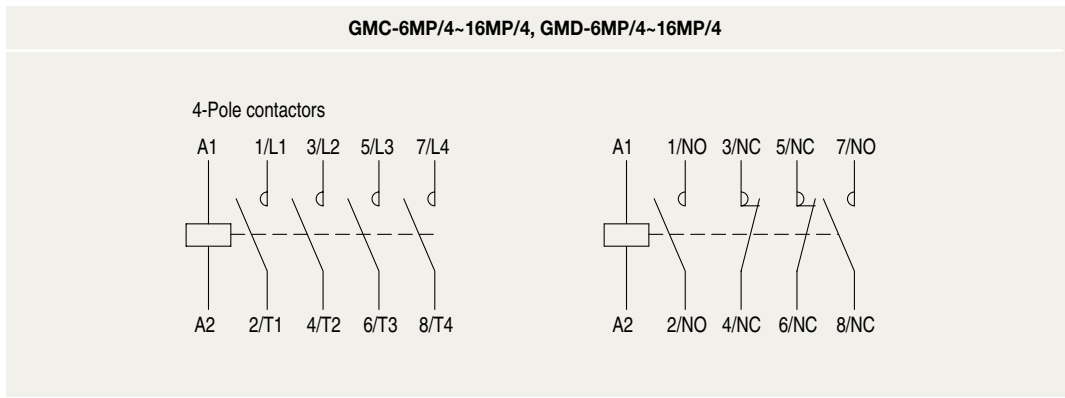 GMC-6MP/4~16MP/4, GMD-6MP/4~16MP/4
4-Pole contactors
A1 1/L1 3/L2 5/L3 7/L4
A1 1/NO 3/NC 5/NC 7/NO
A2 2/T1 4/T2 6/T3 8/T4
A2 2/NO 4/NC 6/NC 8/NC